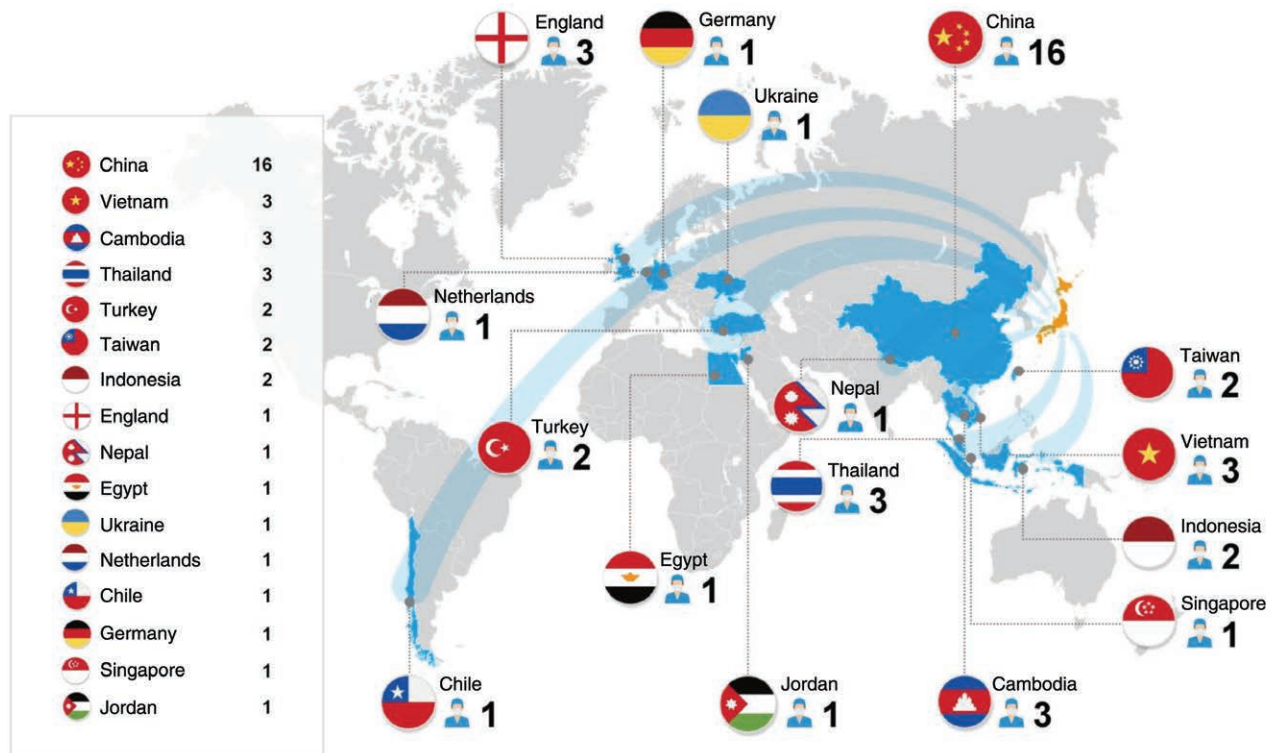 England
3
Germany
1
China
16
Ukraine
1
China 16
Vietnam 3
Cambodia 3
Thailand 3
Turkey 2
Taiwan 2
Indonesia 2
England 1
Nepal 1
Egypt 1
Ukraine 1
Netherlands 1
Chile 1
Germany 1
Singapore 1
Jordan 1
Netherlands
1
Taiwan
2
Nepal
1
Turkey
2
Vietnam
3
Thailand
3
Indonesia
2
Egypt
1
Singapore
1
Chile
1
Jordan
1
Cambodia
3